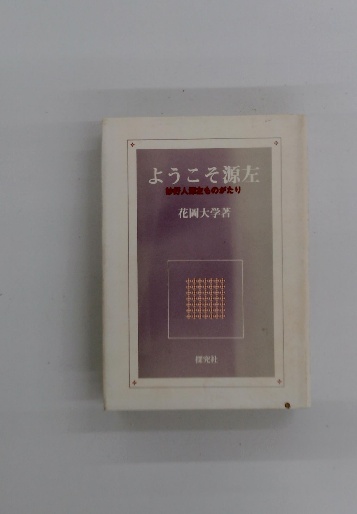 ようこそ源左
妙好人源左ものがたり
花岡大学著
探究社